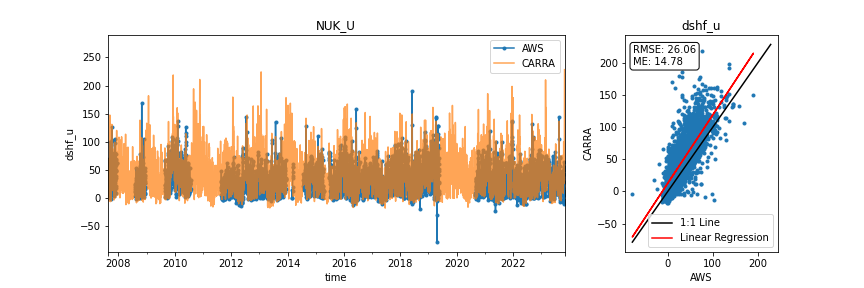 NUK_U
dshf_u
250
200
150
100
50
0
−50
dshf_u
AWS
CARRA
2008
2010
2012
2014
2016
2018
2020
2022
time
dshf_u
RMSE: 26.06
ME: 14.78
200
150
100
50
0
−50
CARRA
1:1 Line
Linear Regression
0
100
200
AWS